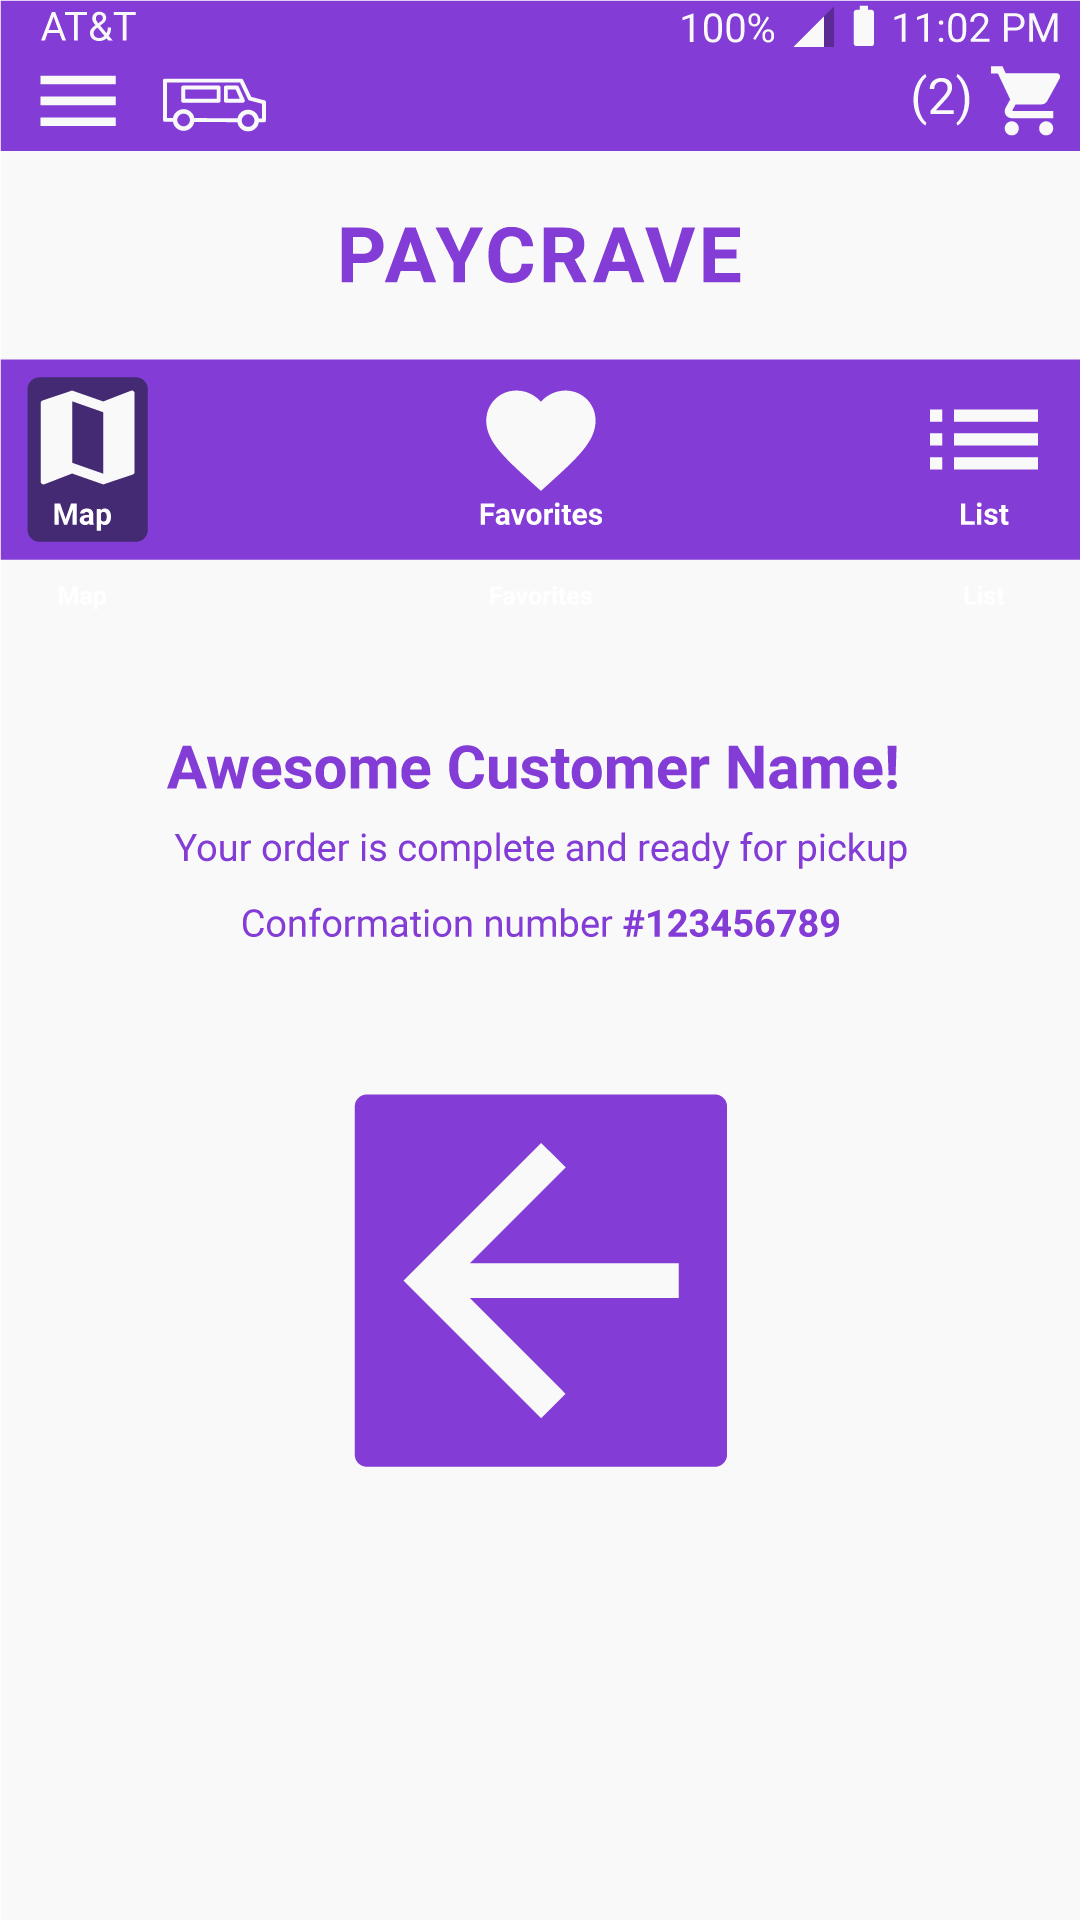 AT&T 100% 11:02 PM
(2)
PAYCRAVE
Map Favorites List
Map Favorites List
Awesome Customer Name!
Your order is complete and ready for pickup
Conformation number #123456789